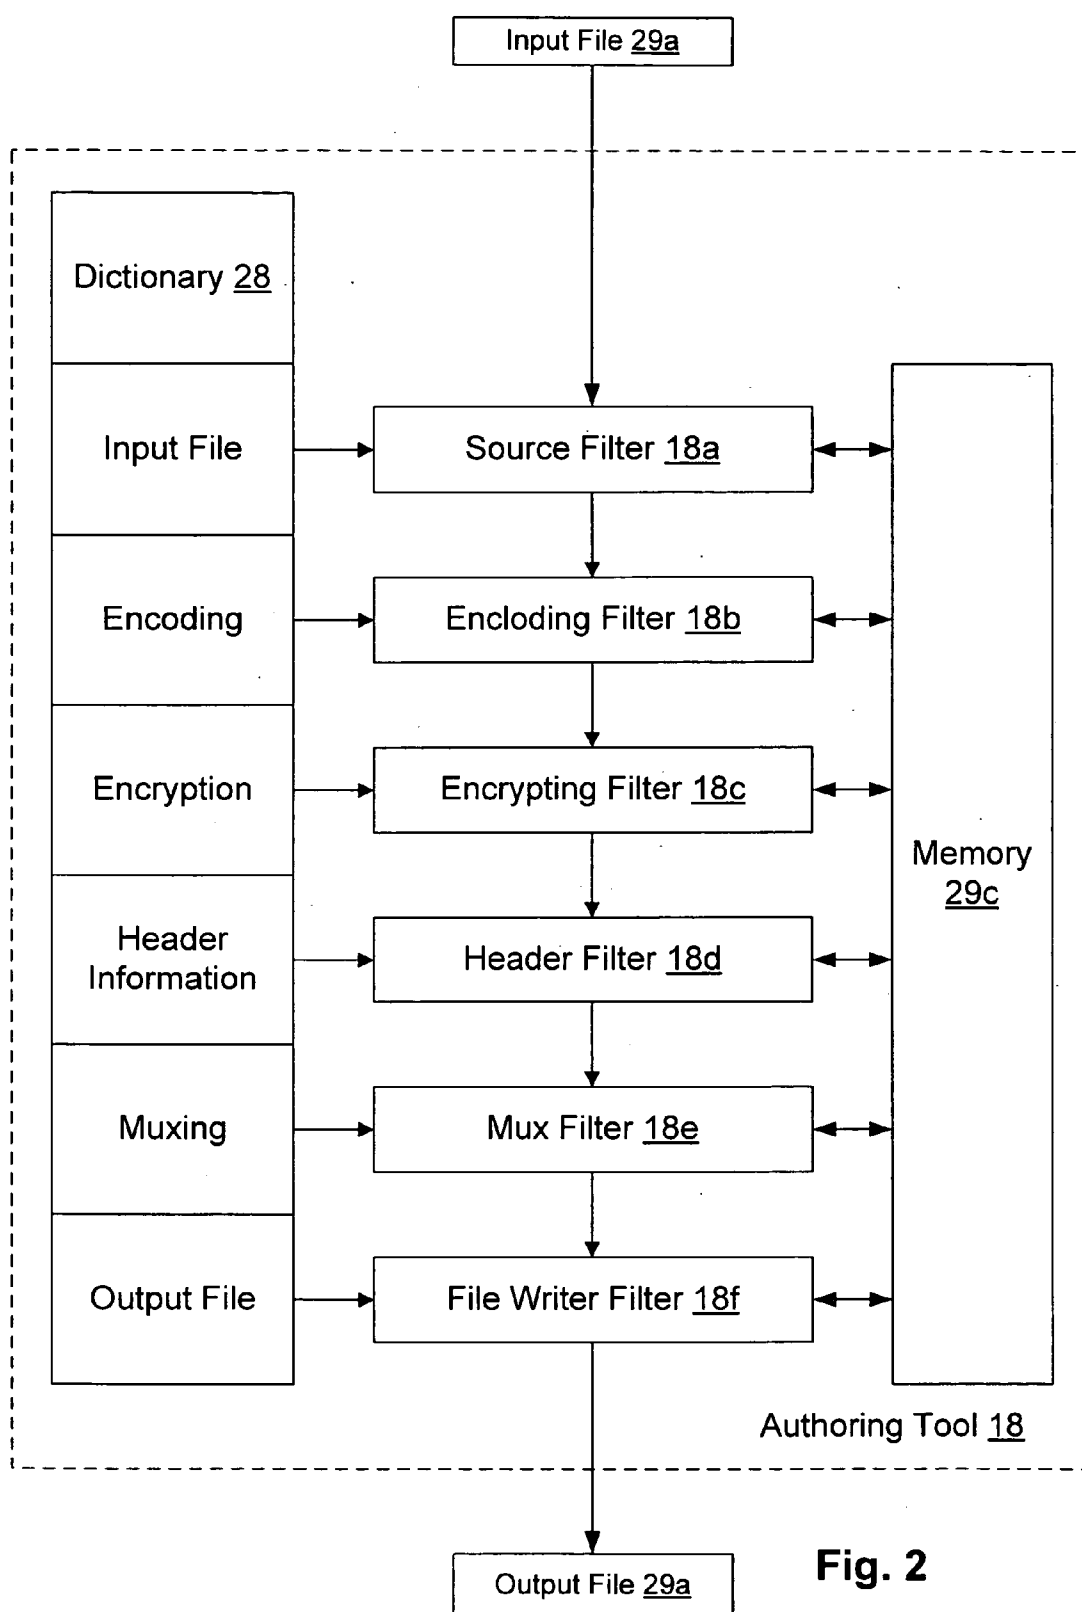 Input File 29a
Dictionary 28
Input File
Source Filter 18a
Encoding
Encloding Filter 18b
Encryption
Encrypting Filter 18c
Memory
29c
Header
Information
Header Filter 18d
Muxing
Mux Filter 18e
Output File
File Writer Filter 18f
Authoring Tool 18
Output File 29a
Fig. 2